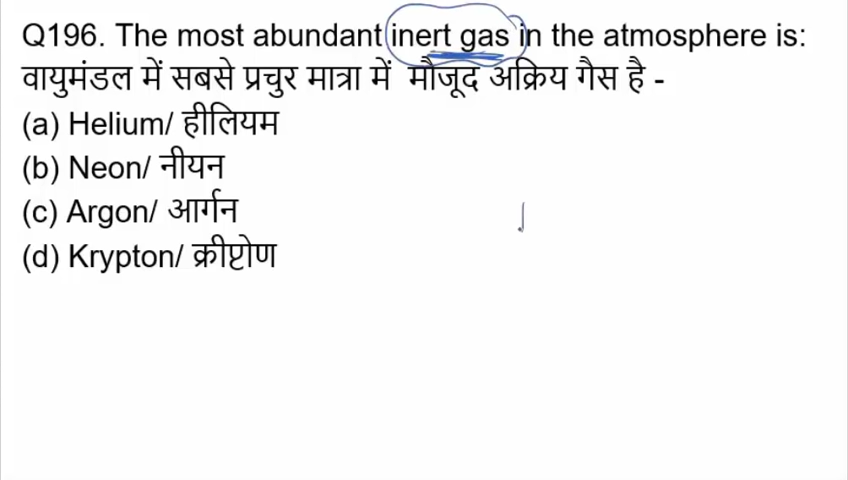 Q196. The most abundant inert gas in the atmosphere is:
वायुमंडल में सबसे प्रचुर मात्रा में मौजूद अक्रिय गैस है -
(a) Helium/ हीलियम
(b) Neon/ नीयन
(c) Argon/ आर्गन
(d) Krypton/ क्रीप्टोण